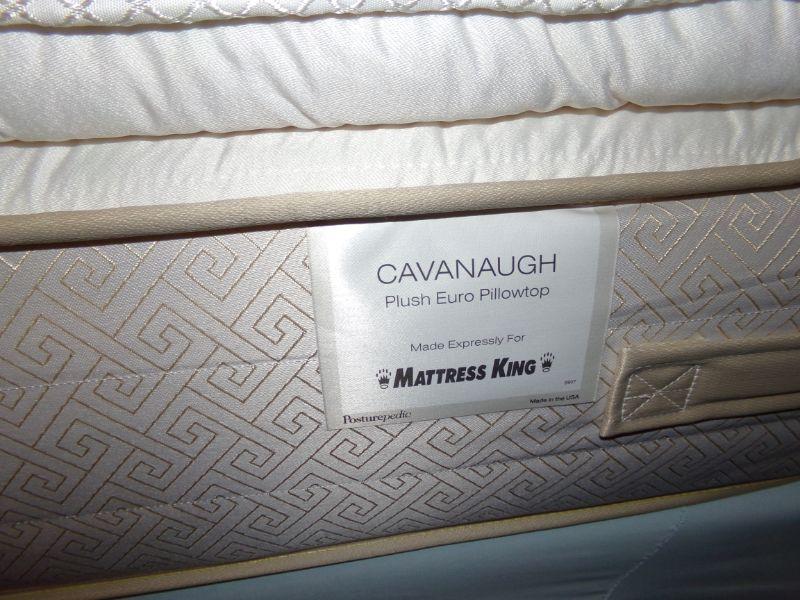 CAVANAUGH
Plush Euro Pillowtop
Made Expressly For
MATTRESS KING
Posturepedic
Made in the USA